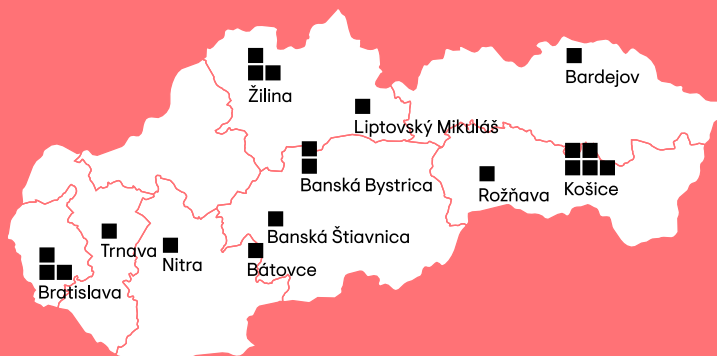 Bardejov
Žilina
Liptovský Mikuláš
Banská Bystrica
Rožňava
Košice
Banská Štiavnica
Trnava
Nitra
Bátovce
Bratislava